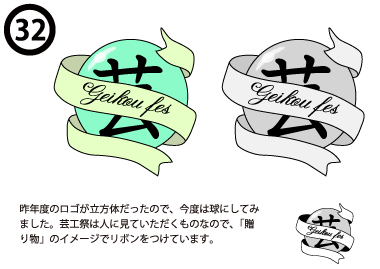 32
芸
Geikou fes
芸
Geikou fes
昨年度のロゴが立方体だったので、今度は球にしてみ
ました。芸工祭は人に見ていただくものなので、「贈
り物」のイメージでリボンをつけています。
芸
Geikou fes